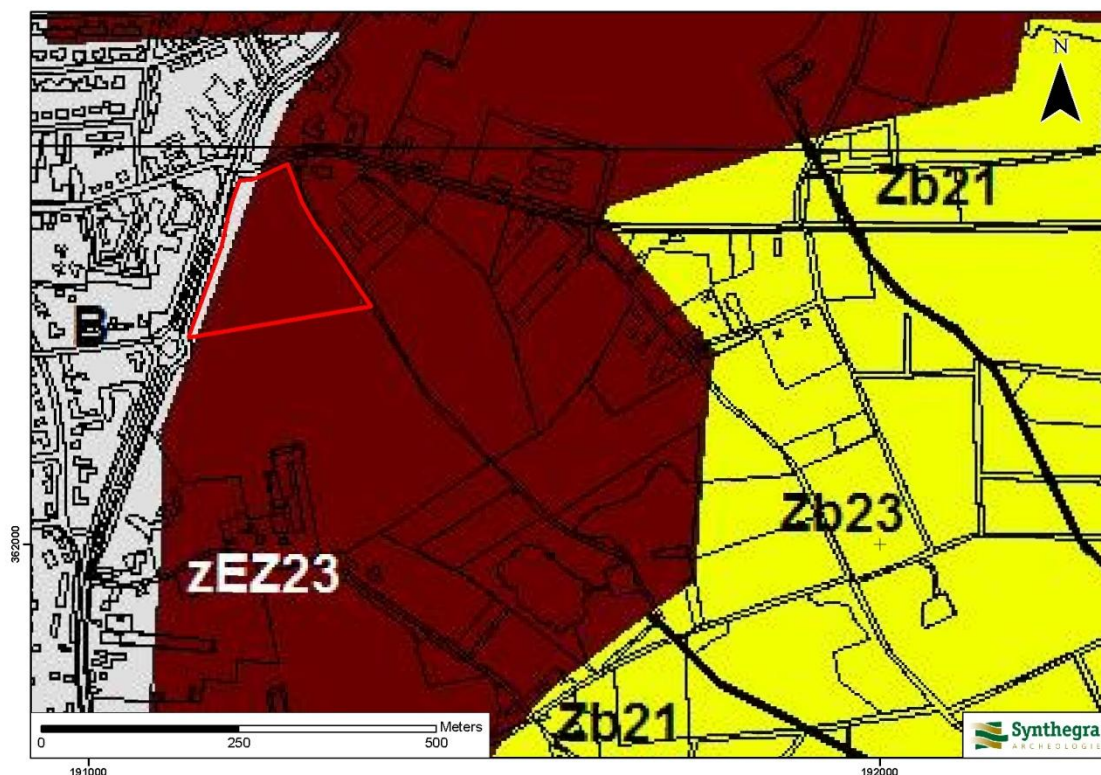 N
Zb21
B
Zb23
362000
zEZ23
Zb21
Meters
0 250 500
Synthegra
ARCHEOLOGIE
191000 192000